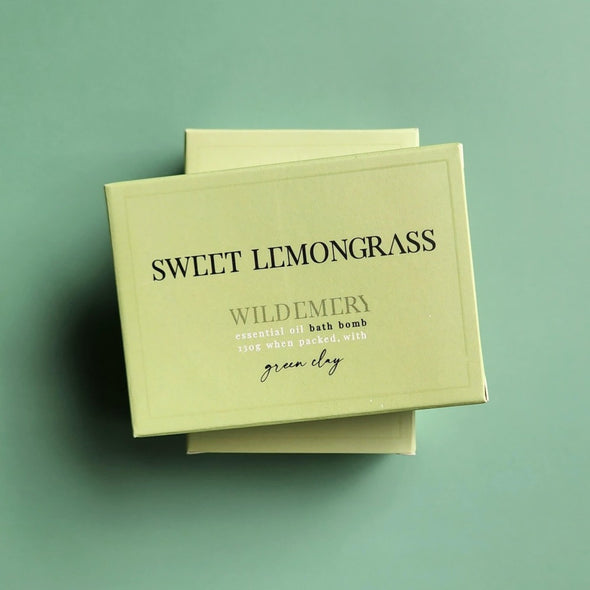 SWEET LEMONGRASS
WILDEMERY
essential oil bath bomb
130g when packed, with
green clay